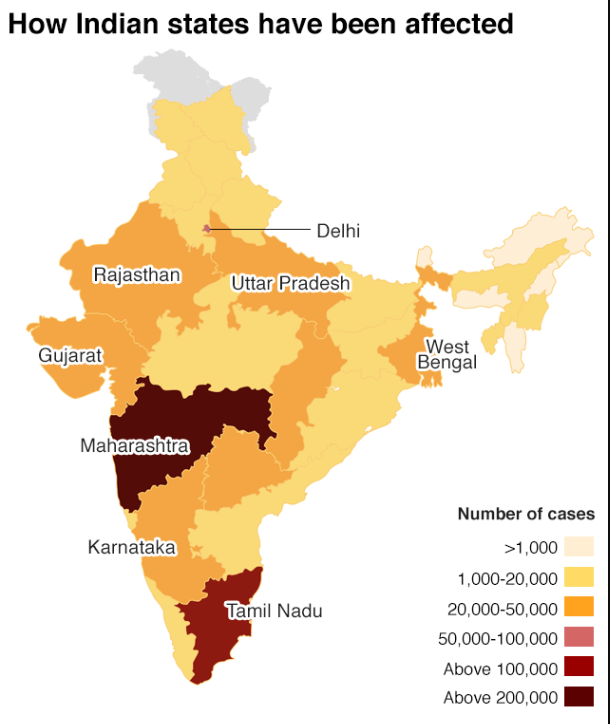 How Indian states have been affected
Delhi
Rajasthan
Uttar Pradesh
Gujarat
West
Bengal
Maharashtra
Karnataka
Tamil Nadu
Number of cases
>1,000
1,000-20,000
20,000-50,000
50,000-100,000
Above 100,000
Above 200,000